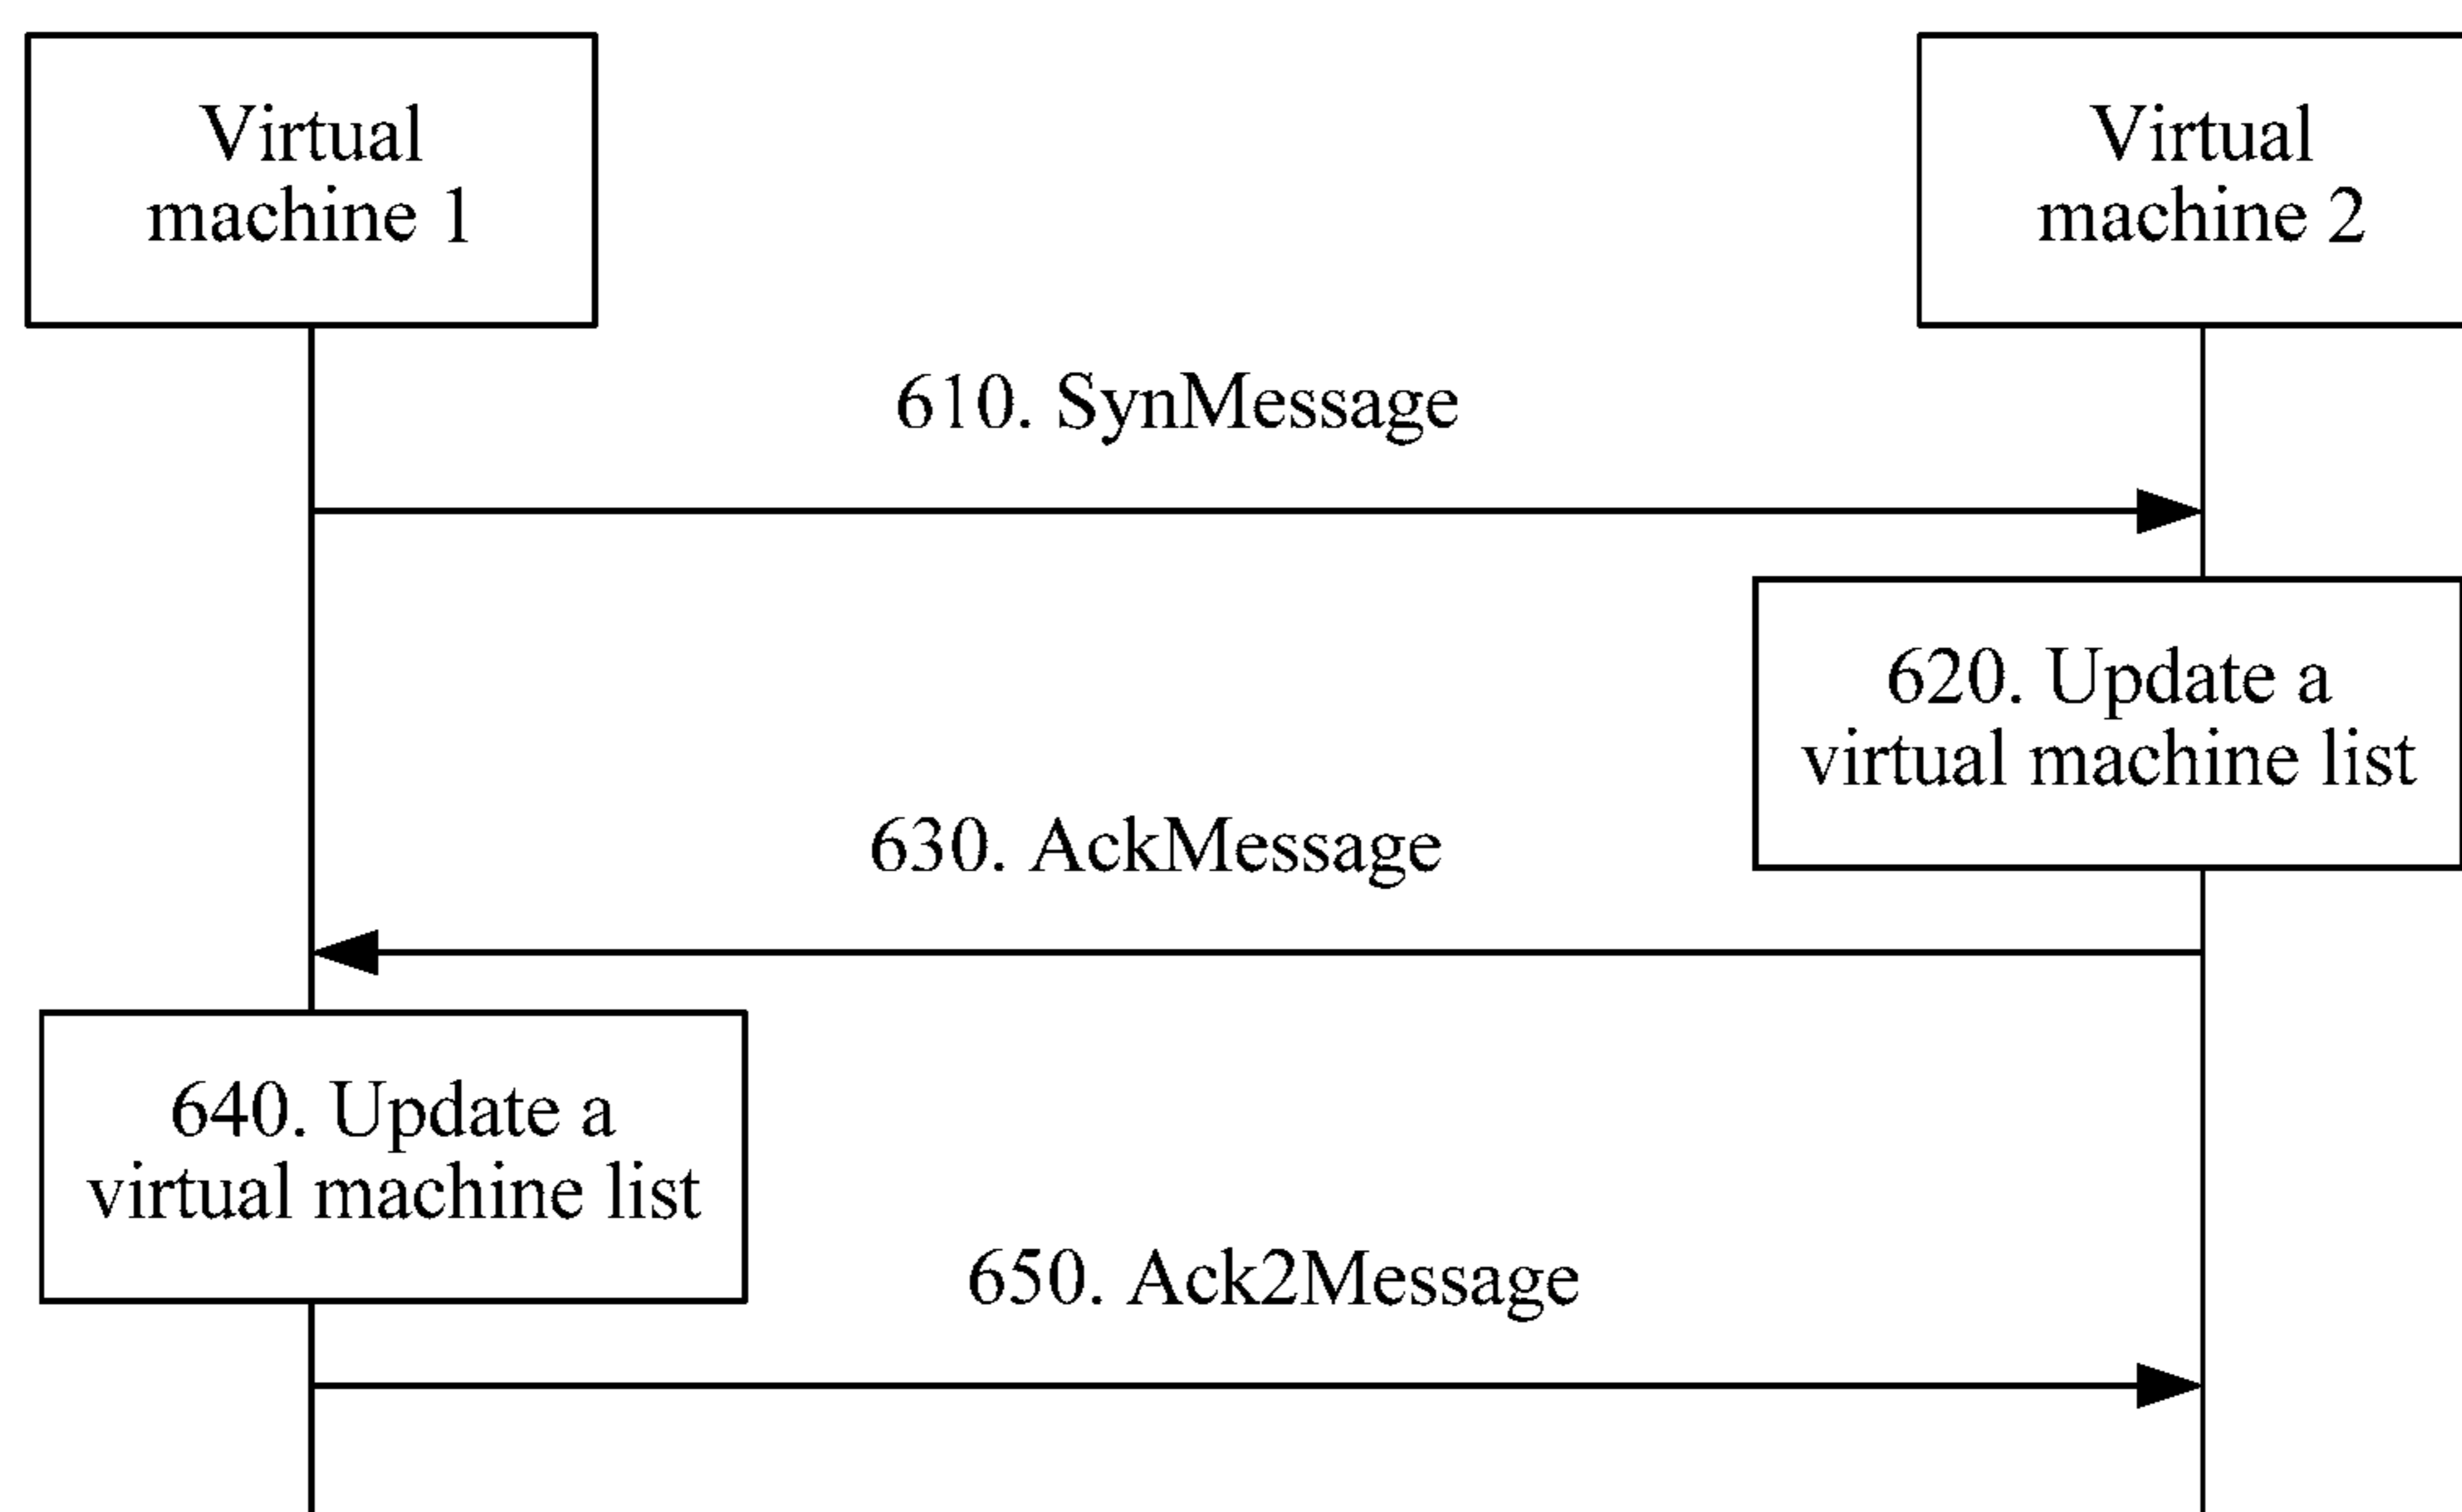 Virtual
machine 1
Virtual
machine 2
610. SynMessage
620. Update a
virtual machine list
630. AckMessage
640. Update a
virtual machine list
650. Ack2Message